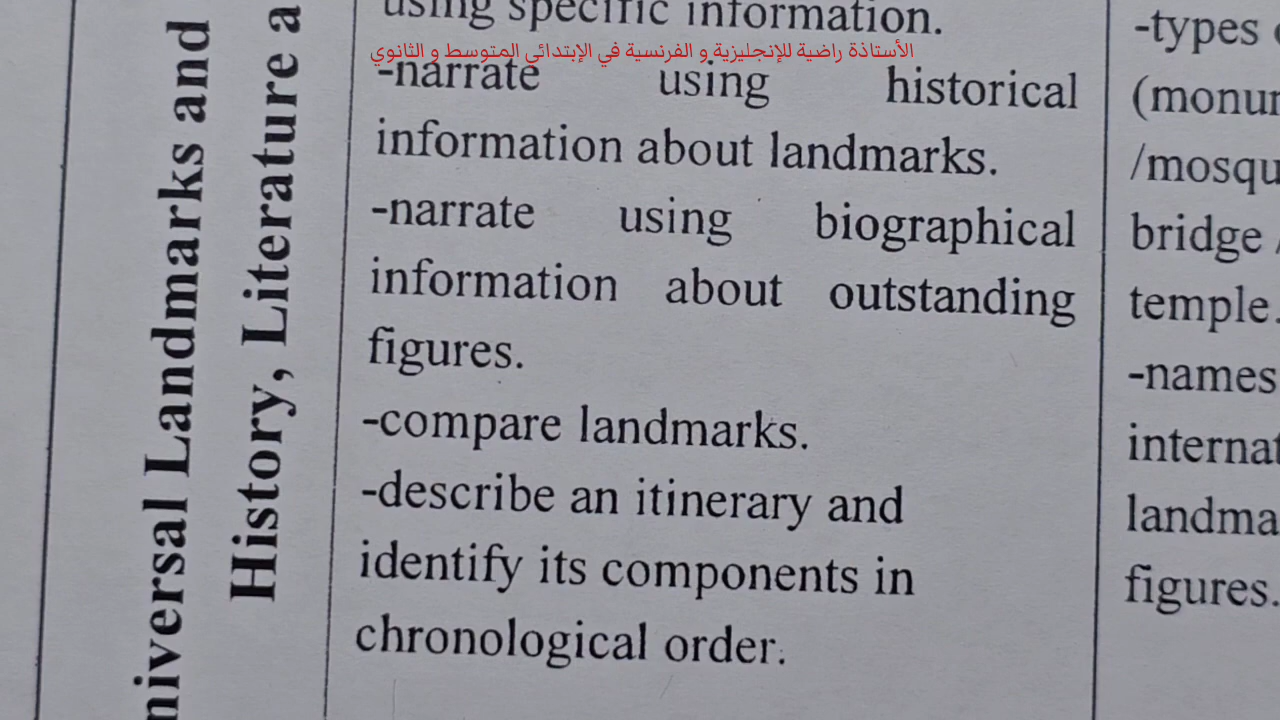 niversal Landmarks and
History, Literature a
using specific information.
الأستاذة راضية للإنجليزية و الفرنسية في الإبتدائي المتوسط و الثانوي
-narrate using historical
information about landmarks.
-narrate using biographical
information about outstanding
figures.
-compare landmarks.
-describe an itinerary and
identify its components in
chronological order.
-types
(monu
/mosqu
bridge /
temple.
-names
internat
landma
figures.